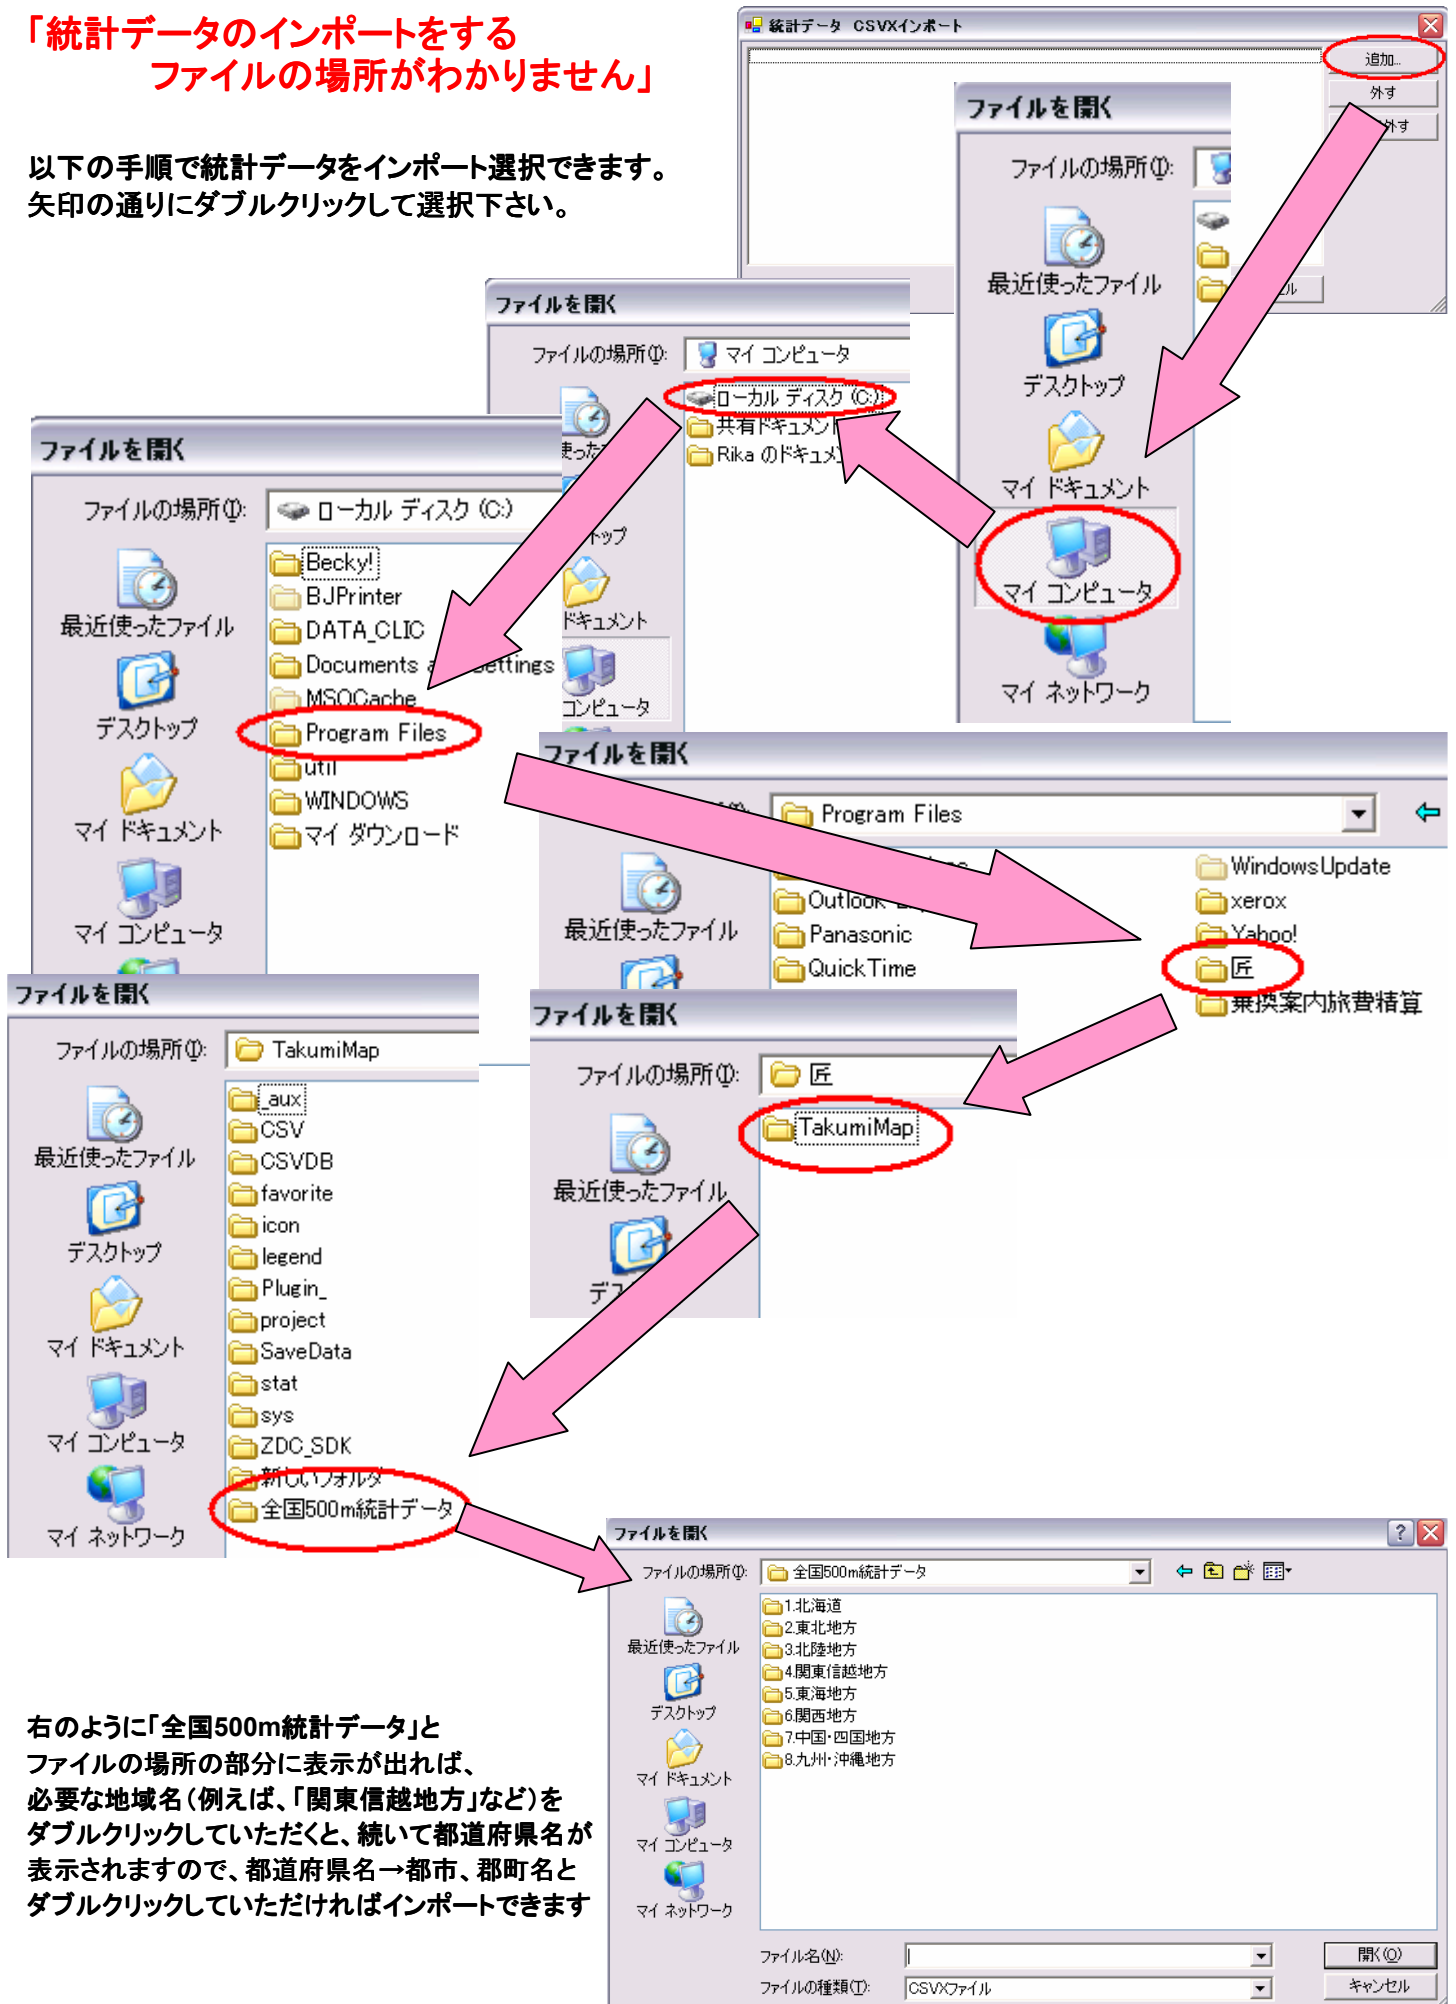 「統計データのインポートをする
ファイルの場所がわかりません」
以下の手順で統計データをインポート選択できます。
矢印の通りにダブルクリックして選択下さい。
統計データ CSVXインポート
追加...
外す
外す
ル
ファイルを開く
ファイルの場所(I):
最近使ったファイル
デスクトップ
マイ ドキュメント
マイ コンピュータ
マイ ネットワーク
ファイルを開く
ファイルの場所(I):
マイ コンピュータ
ローカル ディスク (C:)
共有ドキュメント
Rika のドキュメ
使った
トップ
ドキュメント
コンピュータ
ファイルを開く
ファイルの場所(I):
ローカル ディスク (C:)
最近使ったファイル
デスクトップ
マイ ドキュメント
マイ コンピュータ
Becky!
BJPrinter
DATA_CLIC
Documents a Settings
MSOCache
Program Files
util
WINDOWS
マイ ダウンロード
ファイルを開く
Program Files
最近使ったファイル
Outlook
Panasonic
QuickTime
WindowsUpdate
xerox
Yahoo!
匠
乗換案内旅費精算
ファイルを開く
ファイルの場所(I):
匠
最近使ったファイル
デス
TakumiMap
ファイルを開く
ファイルの場所(I):
TakumiMap
最近使ったファイル
デスクトップ
マイ ドキュメント
マイ コンピュータ
マイ ネットワーク
_aux
CSV
CSVDB
favorite
icon
legend
Plugin_
project
SaveData
stat
sys
ZDC_SDK
新しいフォルダ
全国500m統計データ
ファイルを開く
ファイルの場所(I):
全国500m統計データ
最近使ったファイル
デスクトップ
マイ ドキュメント
マイ コンピュータ
マイ ネットワーク
1.北海道
2.東北地方
3.北陸地方
4.関東信越地方
5.東海地方
6.関西地方
7.中国・四国地方
8.九州・沖縄地方
ファイル名(N):
開く(O)
ファイルの種類(T):
CSVXファイル
キャンセル
右のように「全国500m統計データ」と
ファイルの場所の部分に表示が出れば、
必要な地域名（例えば、「関東信越地方」など）を
ダブルクリックしていただくと、続いて都道府県名が
表示されますので、都道府県名→都市、郡町名と
ダブルクリックしていただければインポートできます